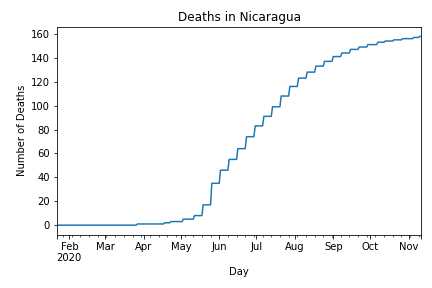 Deaths in Nicaragua
160
140
120
100
80
60
40
20
0
Number of Deaths
Feb Mar Apr May Jun Jul Aug Sep Oct Nov
2020
Day